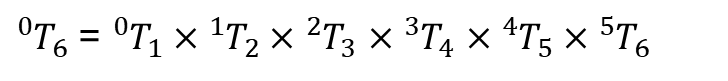 ⁰T₆ = ⁰T₁ × ¹T₂ × ²T₃ × ³T₄ × ⁴T₅ × ⁵T₆